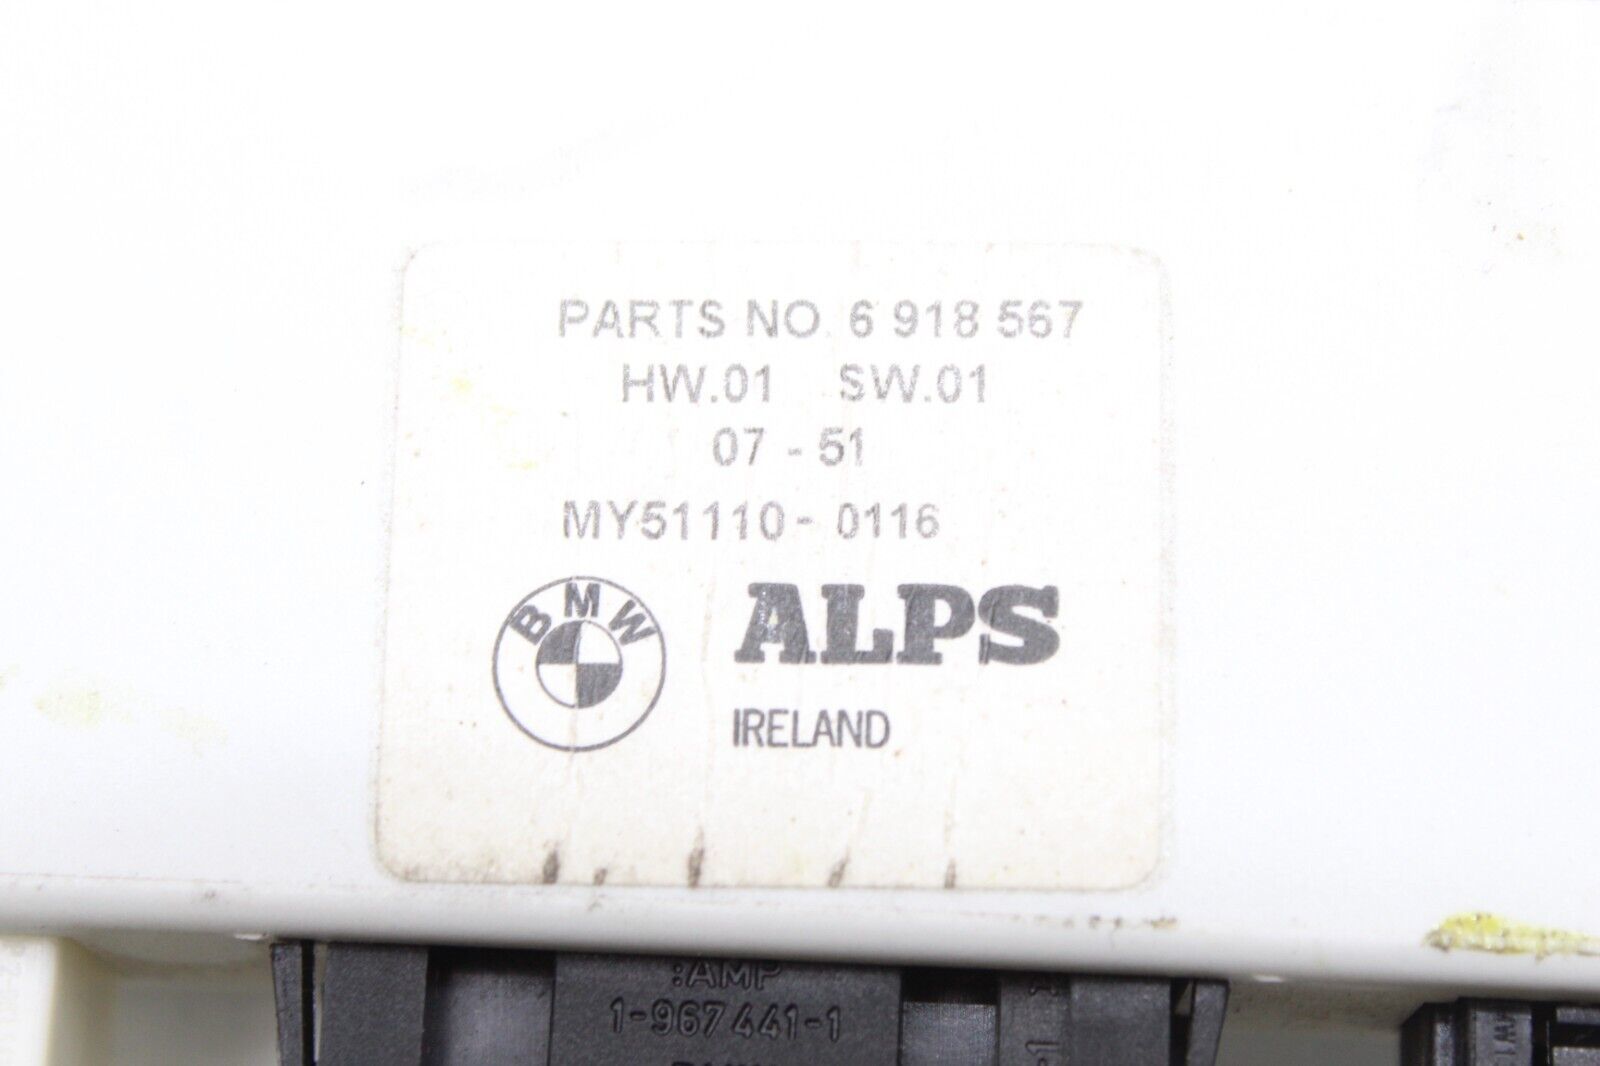 PARTS NO. 6 918 567
HW.01 SW.01
07 - 51
MY51110 - 0116
BMW
ALPS
IRELAND
:AMP
1-967441-1